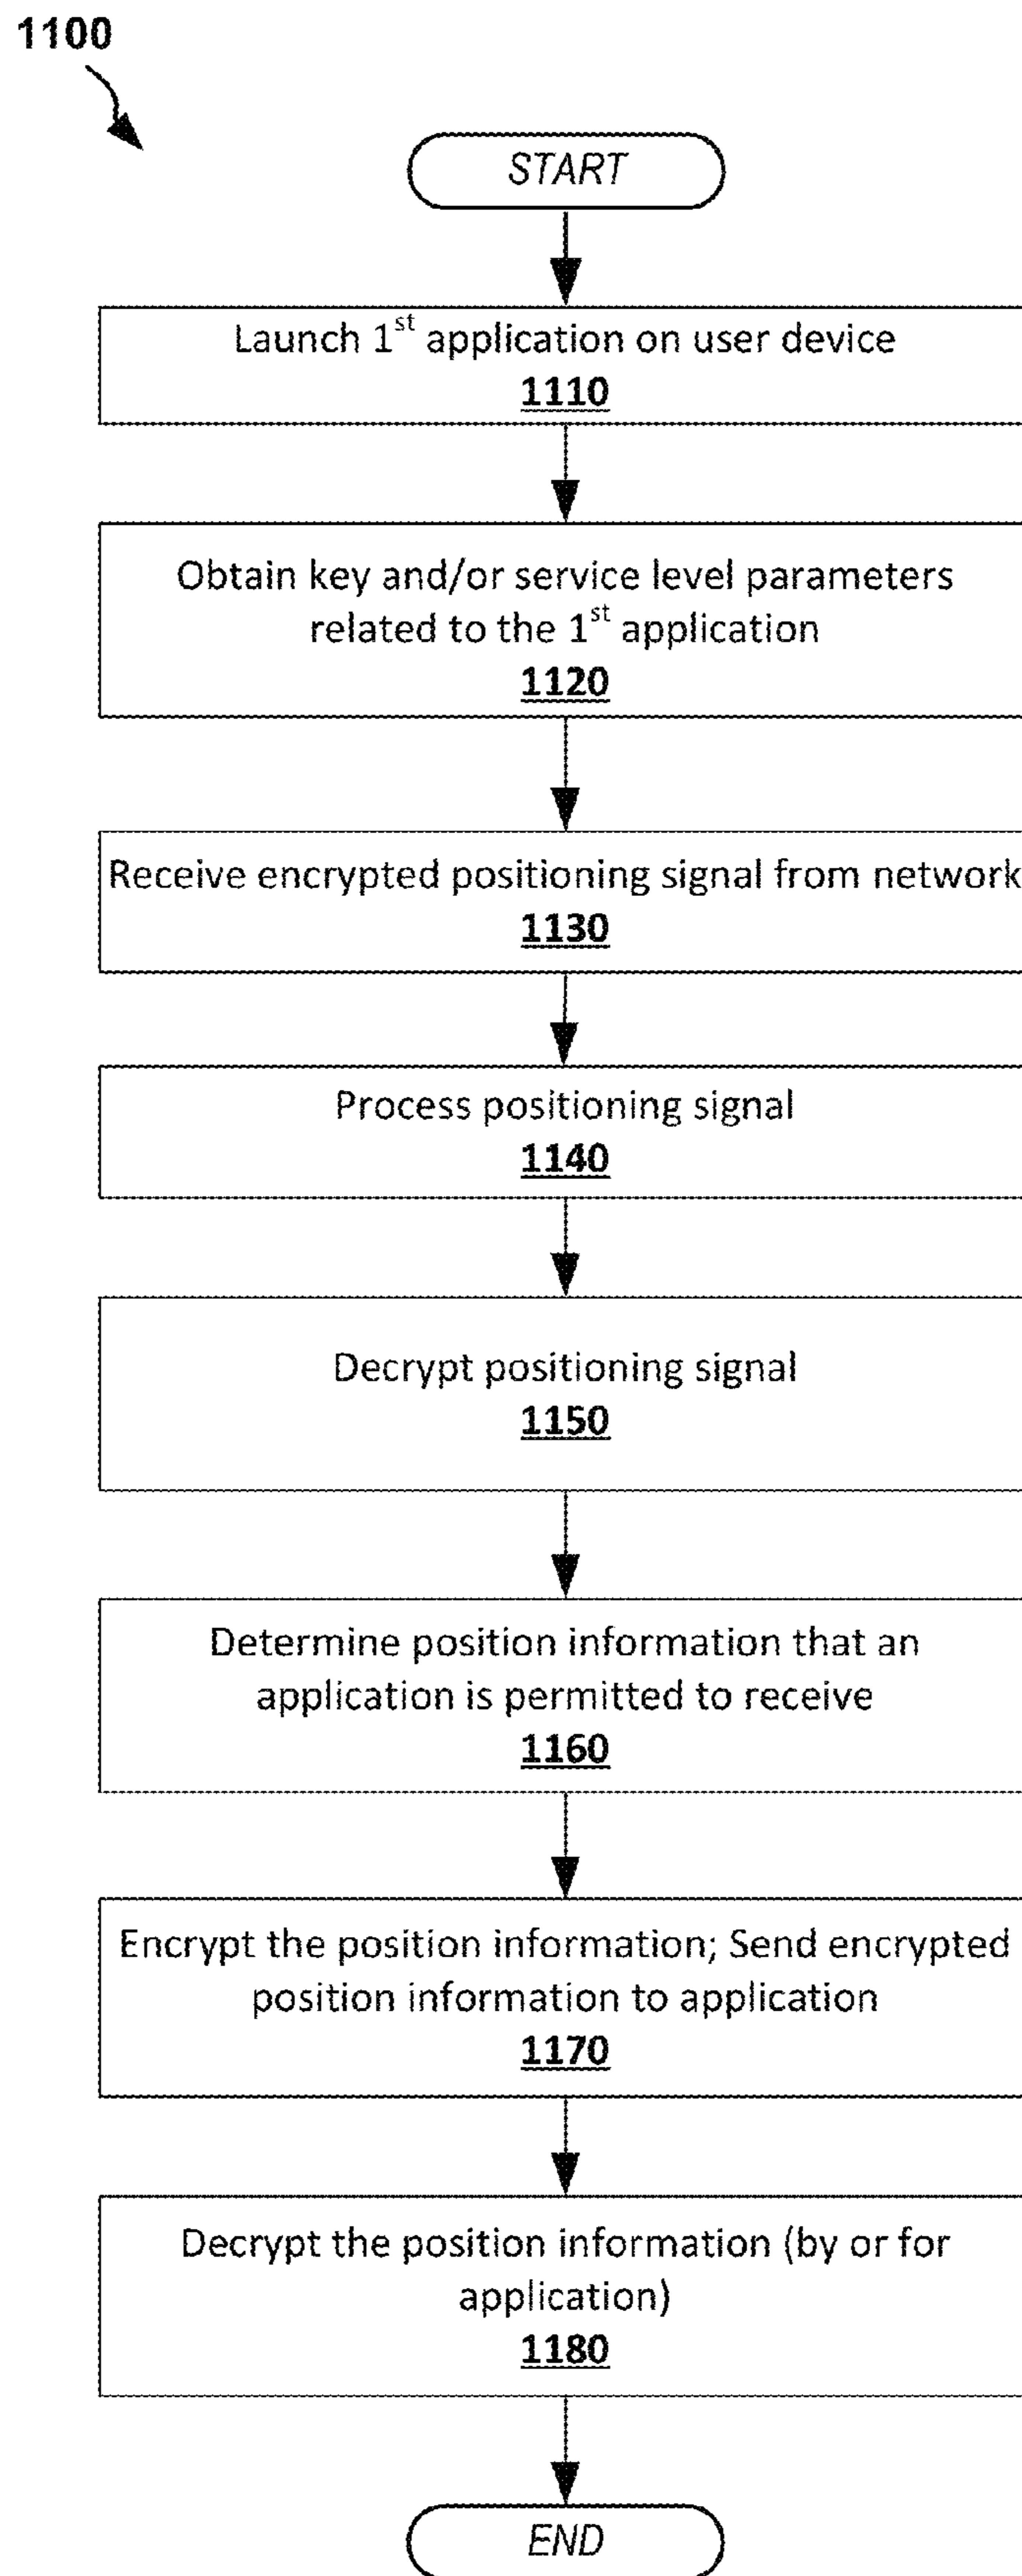 1100
START
Launch 1st application on user device
1110
Obtain key and/or service level parameters
related to the 1st application
1120
Receive encrypted positioning signal from network
1130
Process positioning signal
1140
Decrypt positioning signal
1150
Determine position information that an
application is permitted to receive
1160
Encrypt the position information; Send encrypted
position information to application
1170
Decrypt the position information (by or for
application)
1180
END